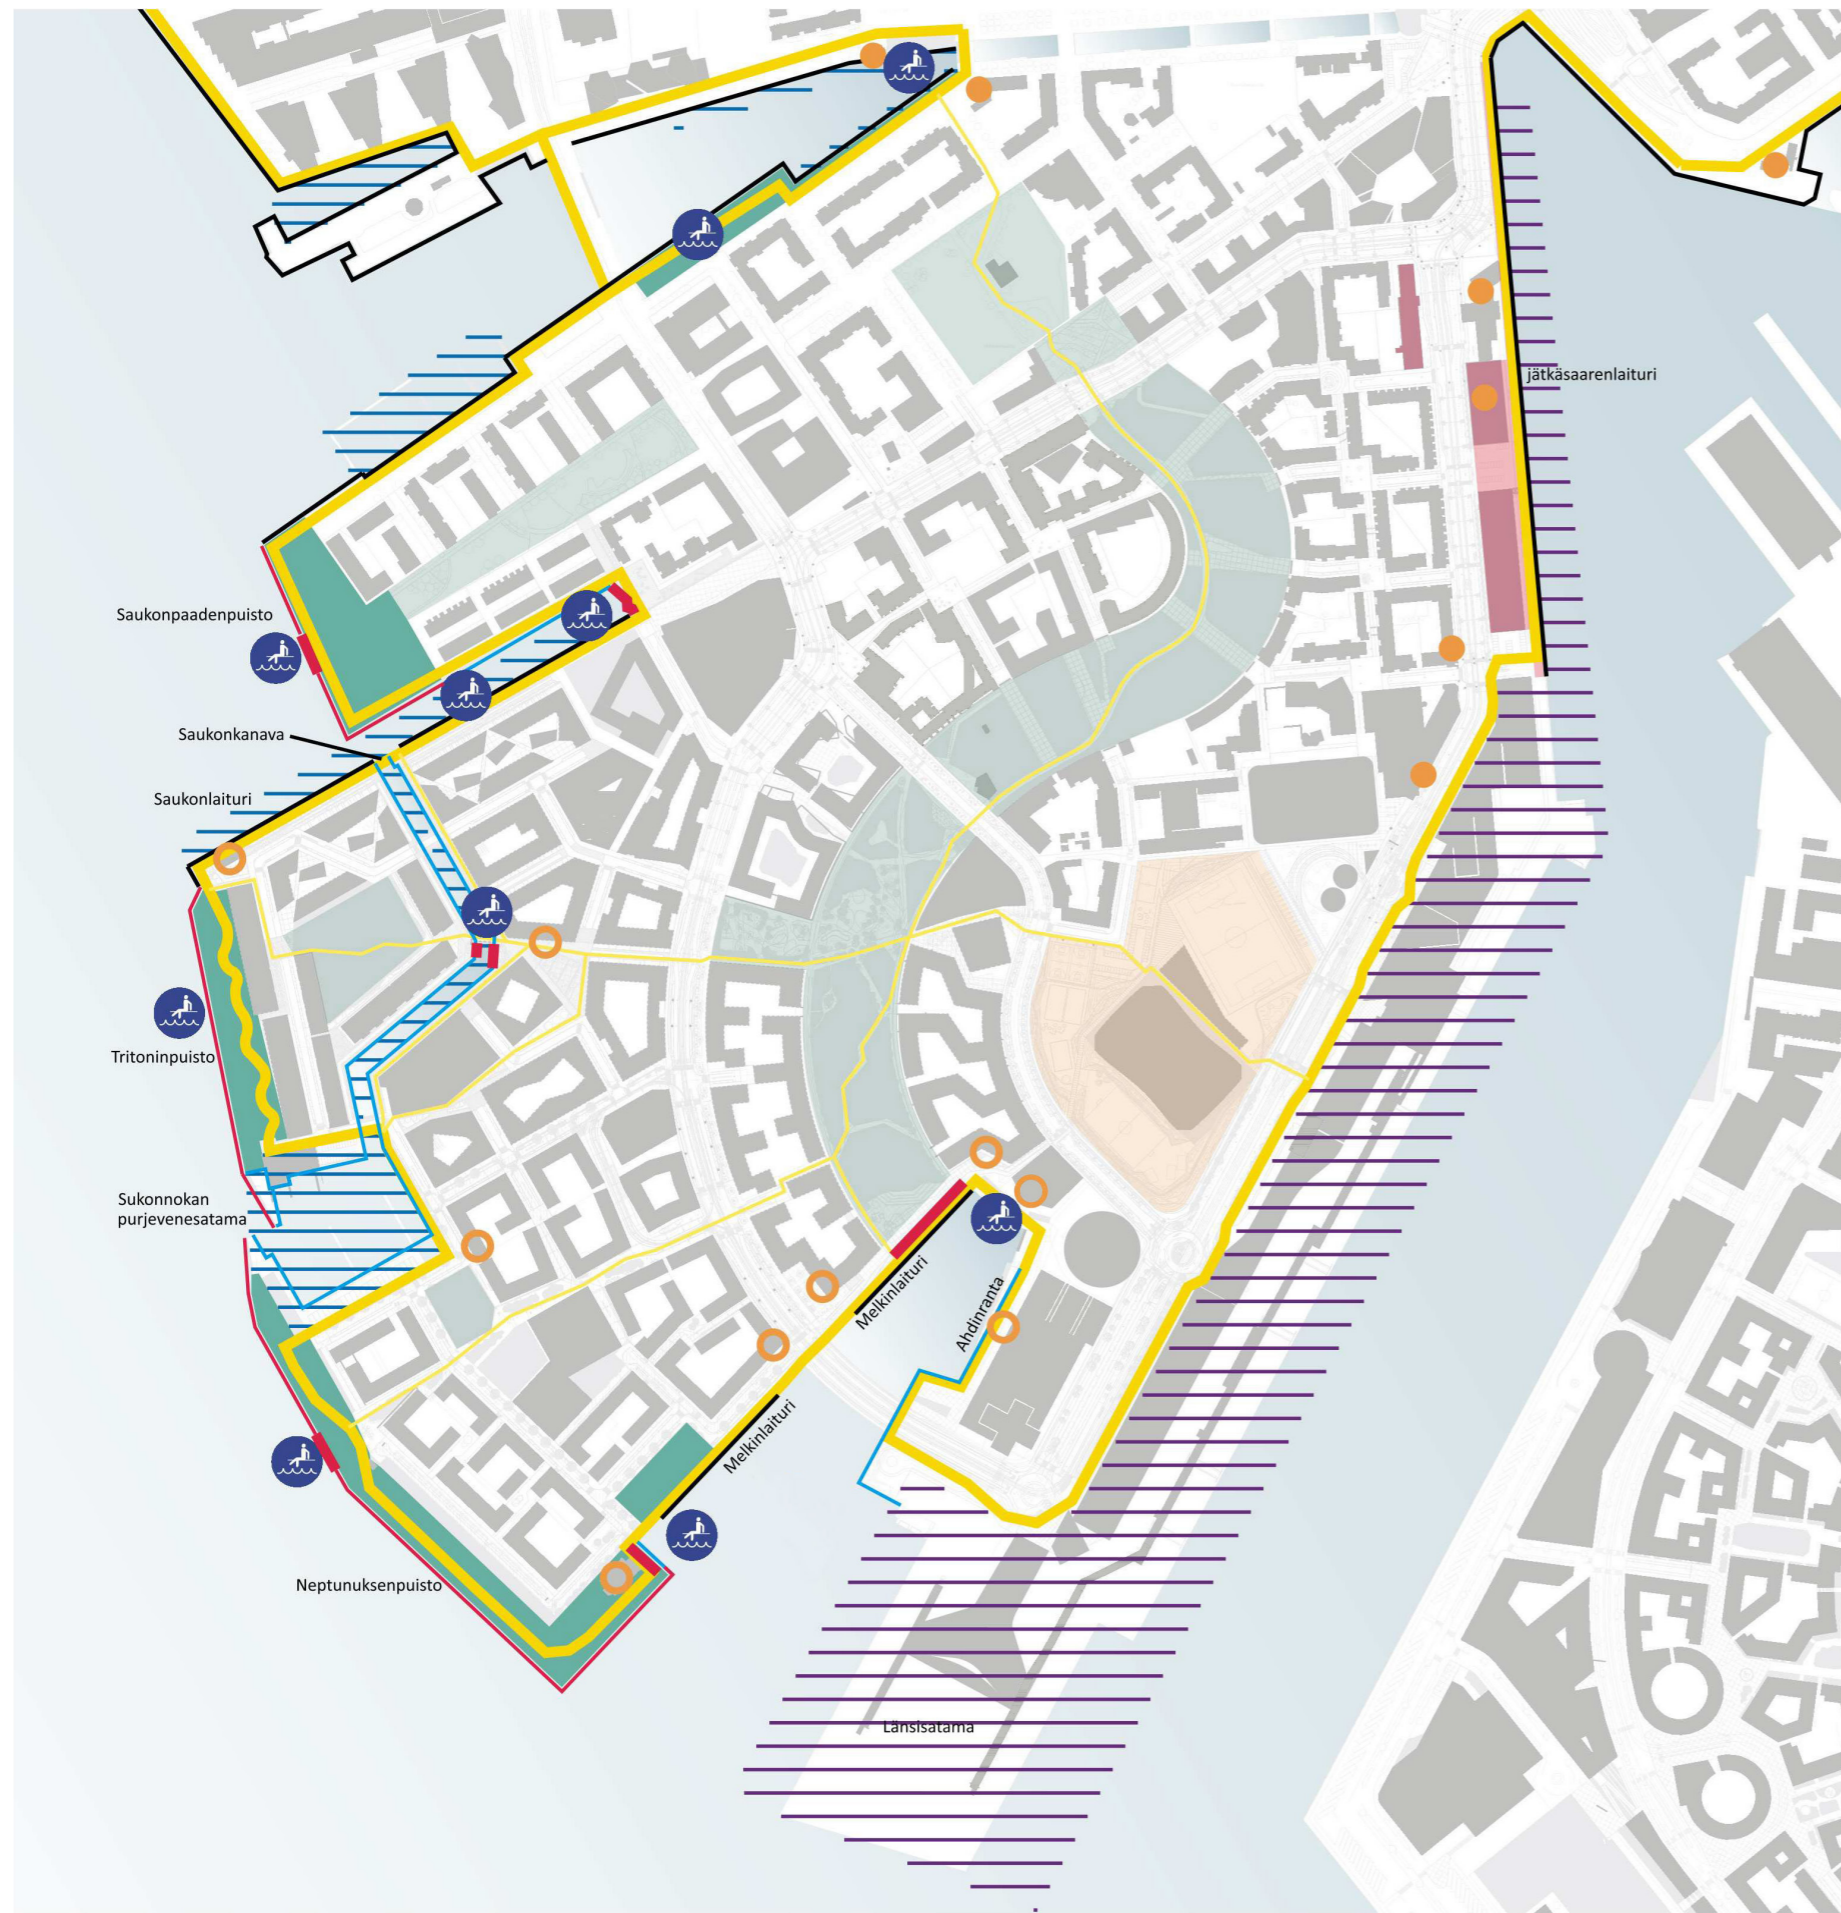 jätkäsaarenlaituri
Saukonpaadenpuisto
Saukonkanava
Saukonlaituri
Tritoninpuisto
Sukonnokan
purjevenesatama
Melkinlaituri
Ahdinranta
Melkinlaituri
Neptunuksenpuisto
Länsisatama